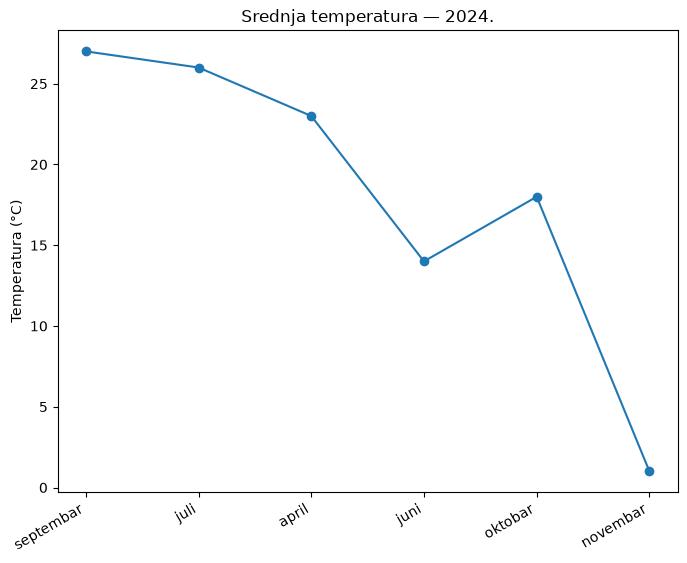 Srednja temperatura — 2024.
Temperatura (°C)
25
20
15
10
5
0
septembar
juli
april
juni
oktobar
novembar